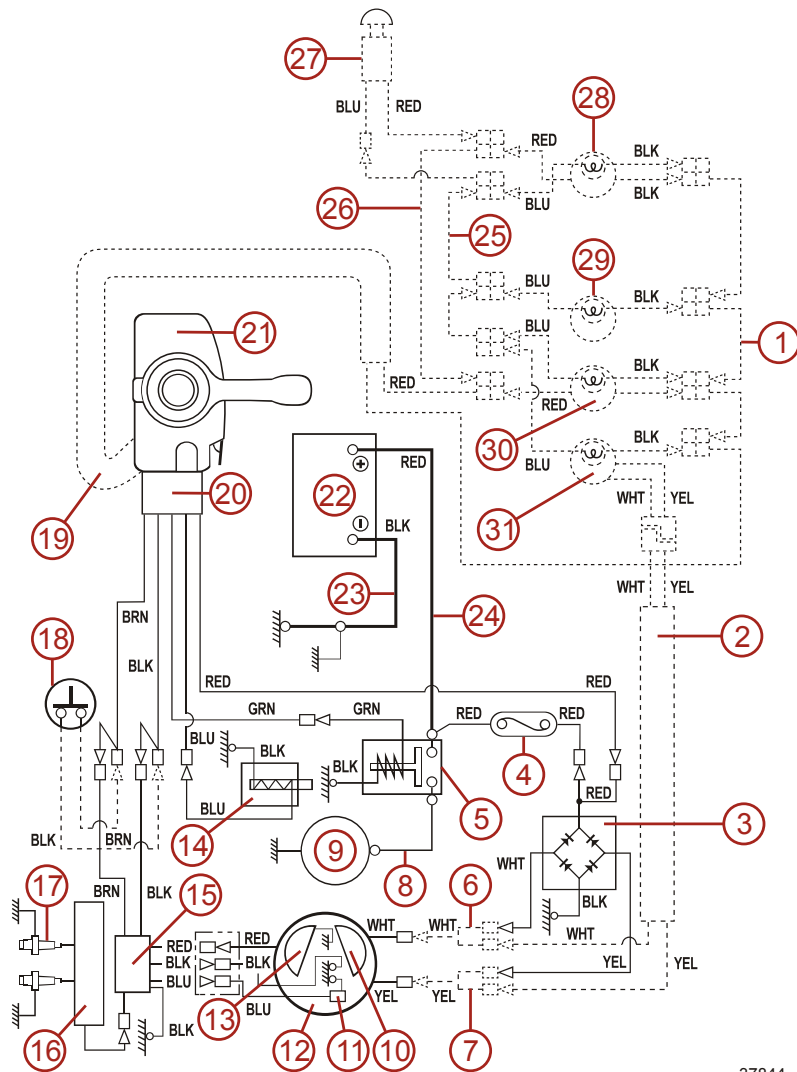 27
28
BLU RED
RED BLK
BLK
26
BLU
25
29
BLU BLK
21
1
BLU
BLK
RED
RED
30
22
RED
BLK
19
20
BLU
31
BLK
WHT YEL
23
24
WHT YEL
BRN
2
18
BLK
RED
GRN GRN
RED RED
BLU
BLK
4
BLK
RED
5
3
BLU
14
BLK BRN
9
8
WHT
6
BLK
17
BRN
BLK
15
WHT WHT
WHT
RED RED
BLK BLK
YEL
BLU
YEL YEL
YEL
BLK
BLU
16
13
12
11
10
7
37844